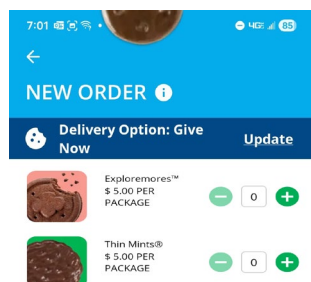 7:01 4G 85
NEW ORDER
Delivery Option: Give
Now
Update
Exploremores™
$ 5.00 PER
PACKAGE
0
Thin Mints®
$ 5.00 PER
PACKAGE
0